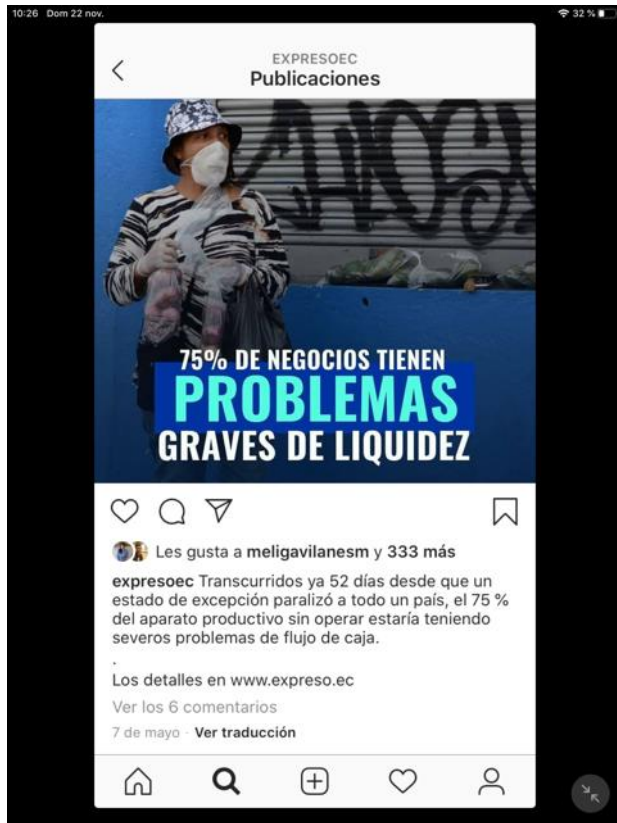 10:26 Dom 22 nov.
32 %
EXPRESOEC
Publicaciones
75% DE NEGOCIOS TIENEN
PROBLEMAS
GRAVES DE LIQUIDEZ
Les gusta a meligavilanesm y 333 más
expresoec Transcurridos ya 52 días desde que un
estado de excepción paralizó a todo un país, el 75 %
del aparato productivo sin operar estaría teniendo
severos problemas de flujo de caja.
.
Los detalles en www.expreso.ec
Ver los 6 comentarios
7 de mayo · Ver traducción